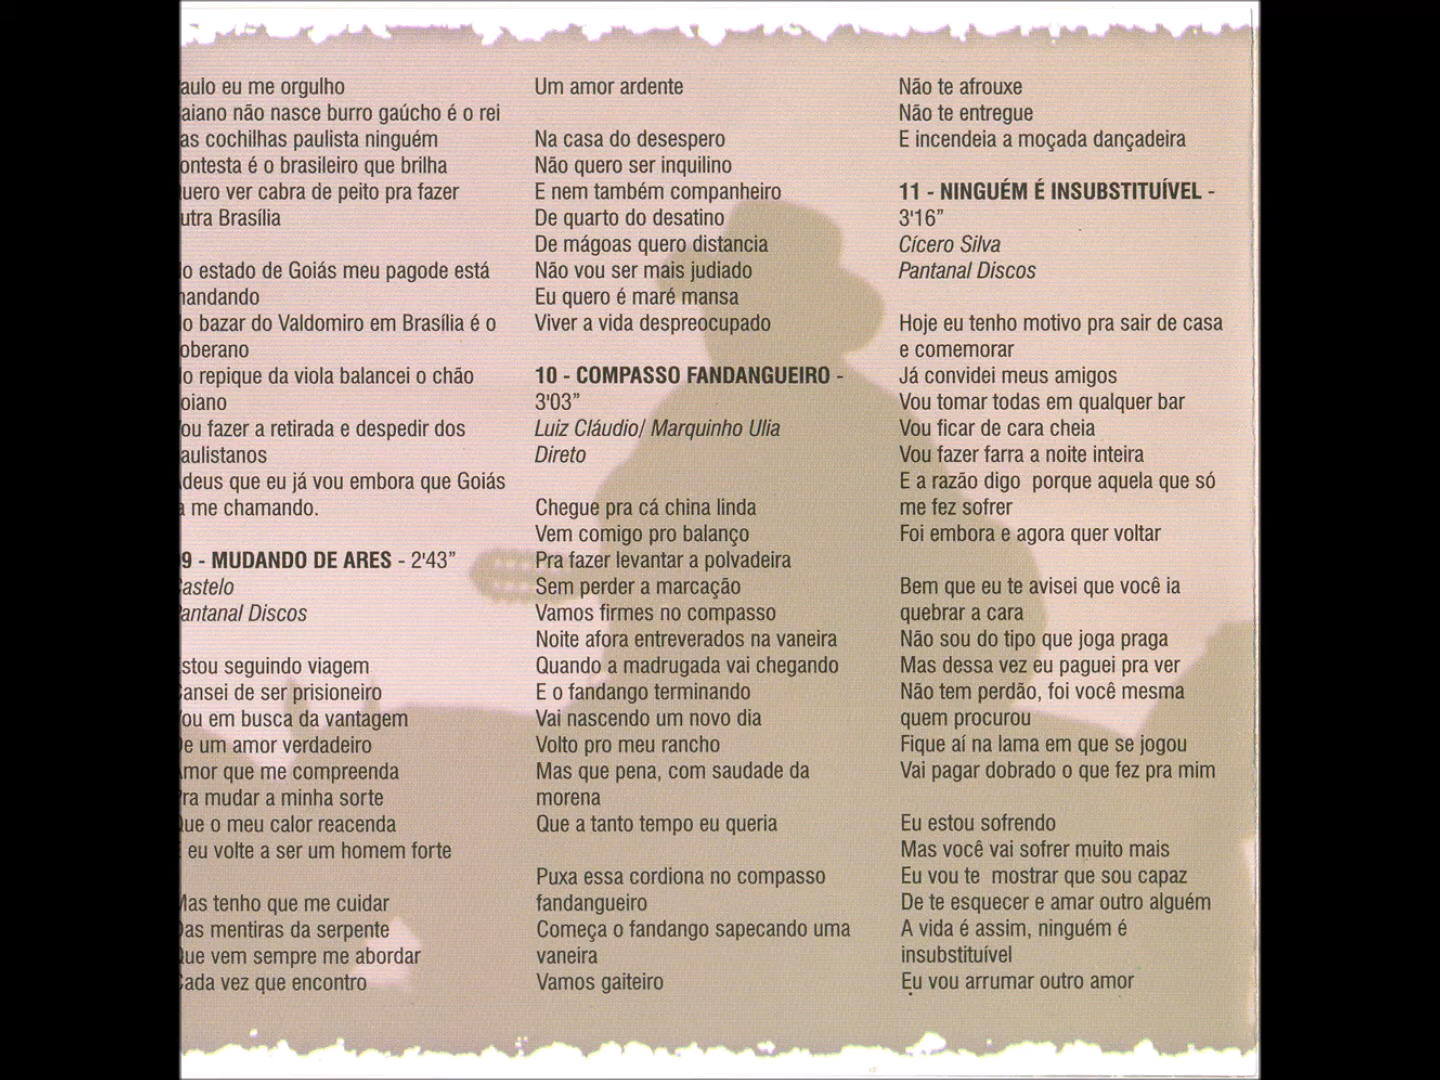 aulo eu me orgulho
aiano não nasce burro gaúcho é o rei
as cochilhas paulista ninguém
ontesta é o brasileiro que brilha
uero ver cabra de peito pra fazer
utra Brasília
o estado de Goiás meu pagode está
andando
o bazar do Valdomiro em Brasília é o
oberano
o repique da viola balancei o chão
oiano
ou fazer a retirada e despedir dos
aulistanos
deus que eu já vou embora que Goiás
a me chamando.
09 - MUDANDO DE ARES - 2'43”
astelo
antanal Discos
stou seguindo viagem
Cansei de ser prisioneiro
ou em busca da vantagem
De um amor verdadeiro
mor que me compreenda
ra mudar a minha sorte
Que o meu calor reacenda
eu volte a ser um homem forte
Mas tenho que me cuidar
Das mentiras da serpente
Que vem sempre me abordar
Cada vez que encontro
Um amor ardente
Na casa do desespero
Não quero ser inquilino
E nem também companheiro
De quarto do desatino
De mágoas quero distancia
Não vou ser mais judiado
Eu quero é maré mansa
Viver a vida despreocupado
10 - COMPASSO FANDANGUEIRO -
3'03”
Luiz Cláudio/ Marquinho Ulia
Direto
Chegue pra cá china linda
Vem comigo pro balanço
Pra fazer levantar a polvadeira
Sem perder a marcação
Vamos firmes no compasso
Noite afora entreverados na vaneira
Quando a madrugada vai chegando
E o fandango terminando
Vai nascendo um novo dia
Volto pro meu rancho
Mas que pena, com saudade da
morena
Que a tanto tempo eu queria
Puxa essa cordiona no compasso
fandangueiro
Começa o fandango sapecando uma
vaneira
Vamos gaiteiro
Não te afrouxe
Não te entregue
E incendeia a moçada dançadeira
11 - NINGUÉM É INSUBSTITUÍVEL -
3'16”
Cícero Silva
Pantanal Discos
Hoje eu tenho motivo pra sair de casa
e comemorar
Já convidei meus amigos
Vou tomar todas em qualquer bar
Vou ficar de cara cheia
Vou fazer farra a noite inteira
E a razão digo  porque aquela que só
me fez sofrer
Foi embora e agora quer voltar
Bem que eu te avisei que você ia
quebrar a cara
Não sou do tipo que joga praga
Mas dessa vez eu paguei pra ver
Não tem perdão, foi você mesma
quem procurou
Fique aí na lama em que se jogou
Vai pagar dobrado o que fez pra mim
Eu estou sofrendo
Mas você vai sofrer muito mais
Eu vou te  mostrar que sou capaz
De te esquecer e amar outro alguém
A vida é assim, ninguém é
insubstituível
Eu vou arrumar outro amor